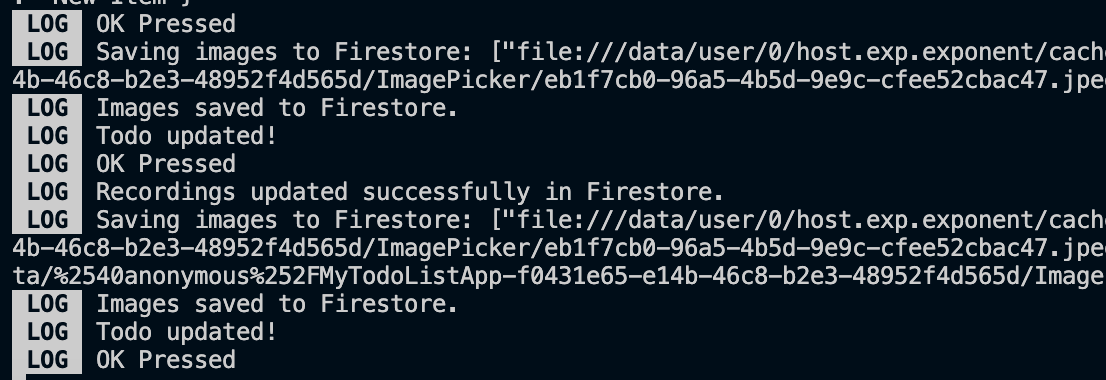 LOG OK Pressed
LOG Saving images to Firestore: ["file:///data/user/0/host.exp.exponent/cach
4b-46c8-b2e3-48952f4d565d/ImagePicker/eb1f7cb0-96a5-4b5d-9e9c-cfee52cbac47.jpe
LOG Images saved to Firestore.
LOG Todo updated!
LOG OK Pressed
LOG Recordings updated successfully in Firestore.
LOG Saving images to Firestore: ["file:///data/user/0/host.exp.exponent/cach
4b-46c8-b2e3-48952f4d565d/ImagePicker/eb1f7cb0-96a5-4b5d-9e9c-cfee52cbac47.jpe
ta/%2540anonymous%252FMyTodoListApp-f0431e65-e14b-46c8-b2e3-48952f4d565d/Image
LOG Images saved to Firestore.
LOG Todo updated!
LOG OK Pressed